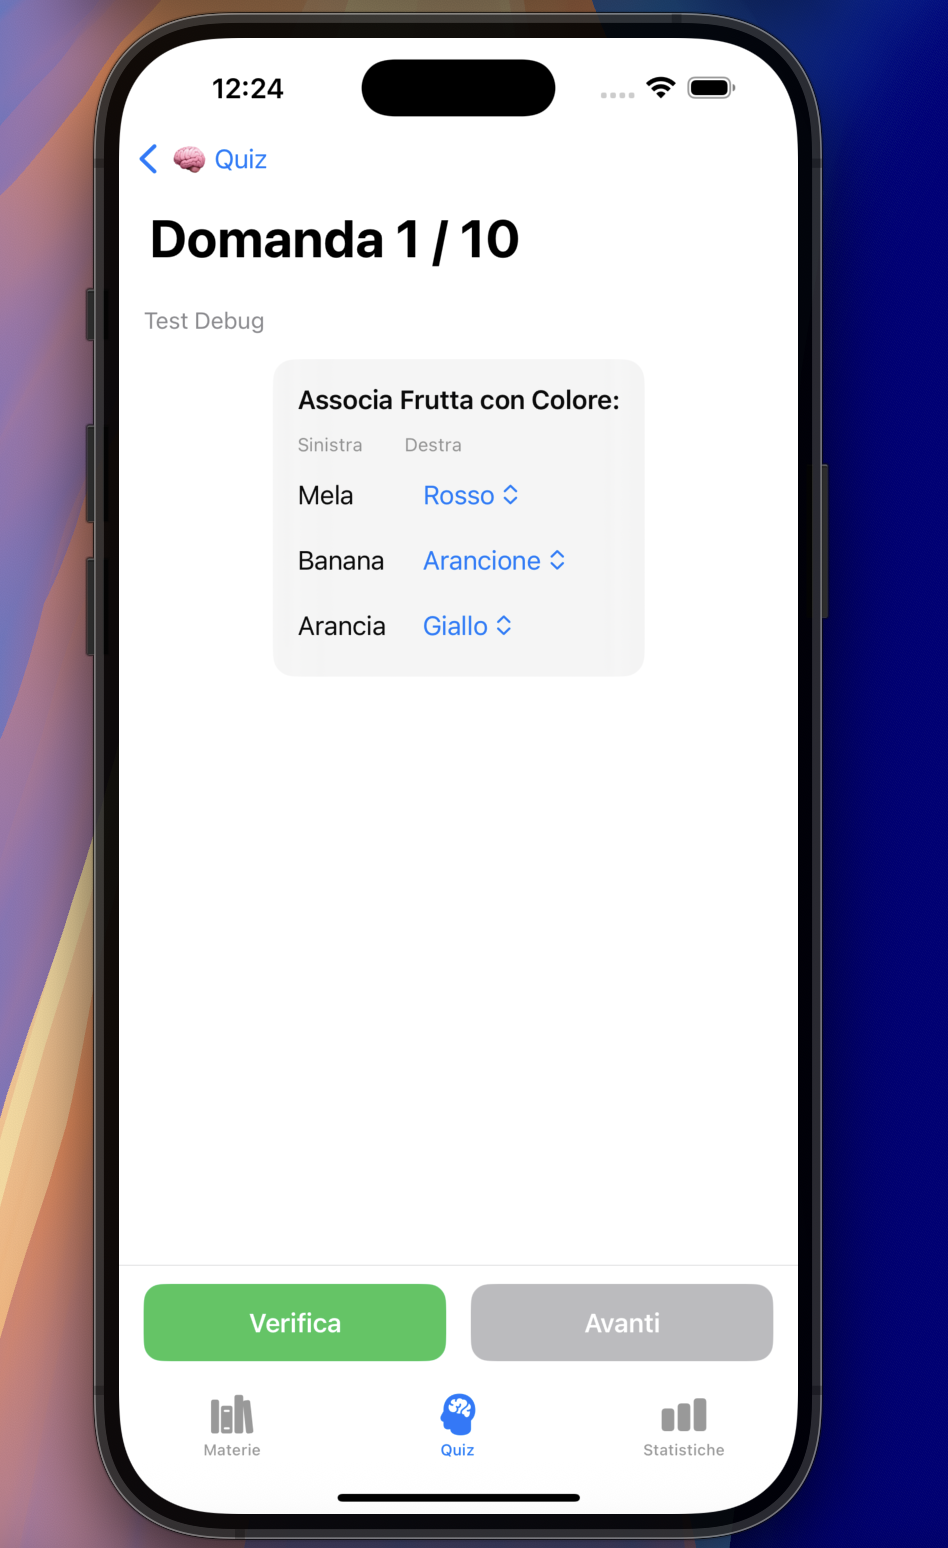 12:24
Quiz
Domanda 1 / 10
Test Debug
Associa Frutta con Colore:
Sinistra Destra
Mela Rosso
Banana Arancione
Arancia Giallo
Verifica Avanti
Materie Quiz Statistiche